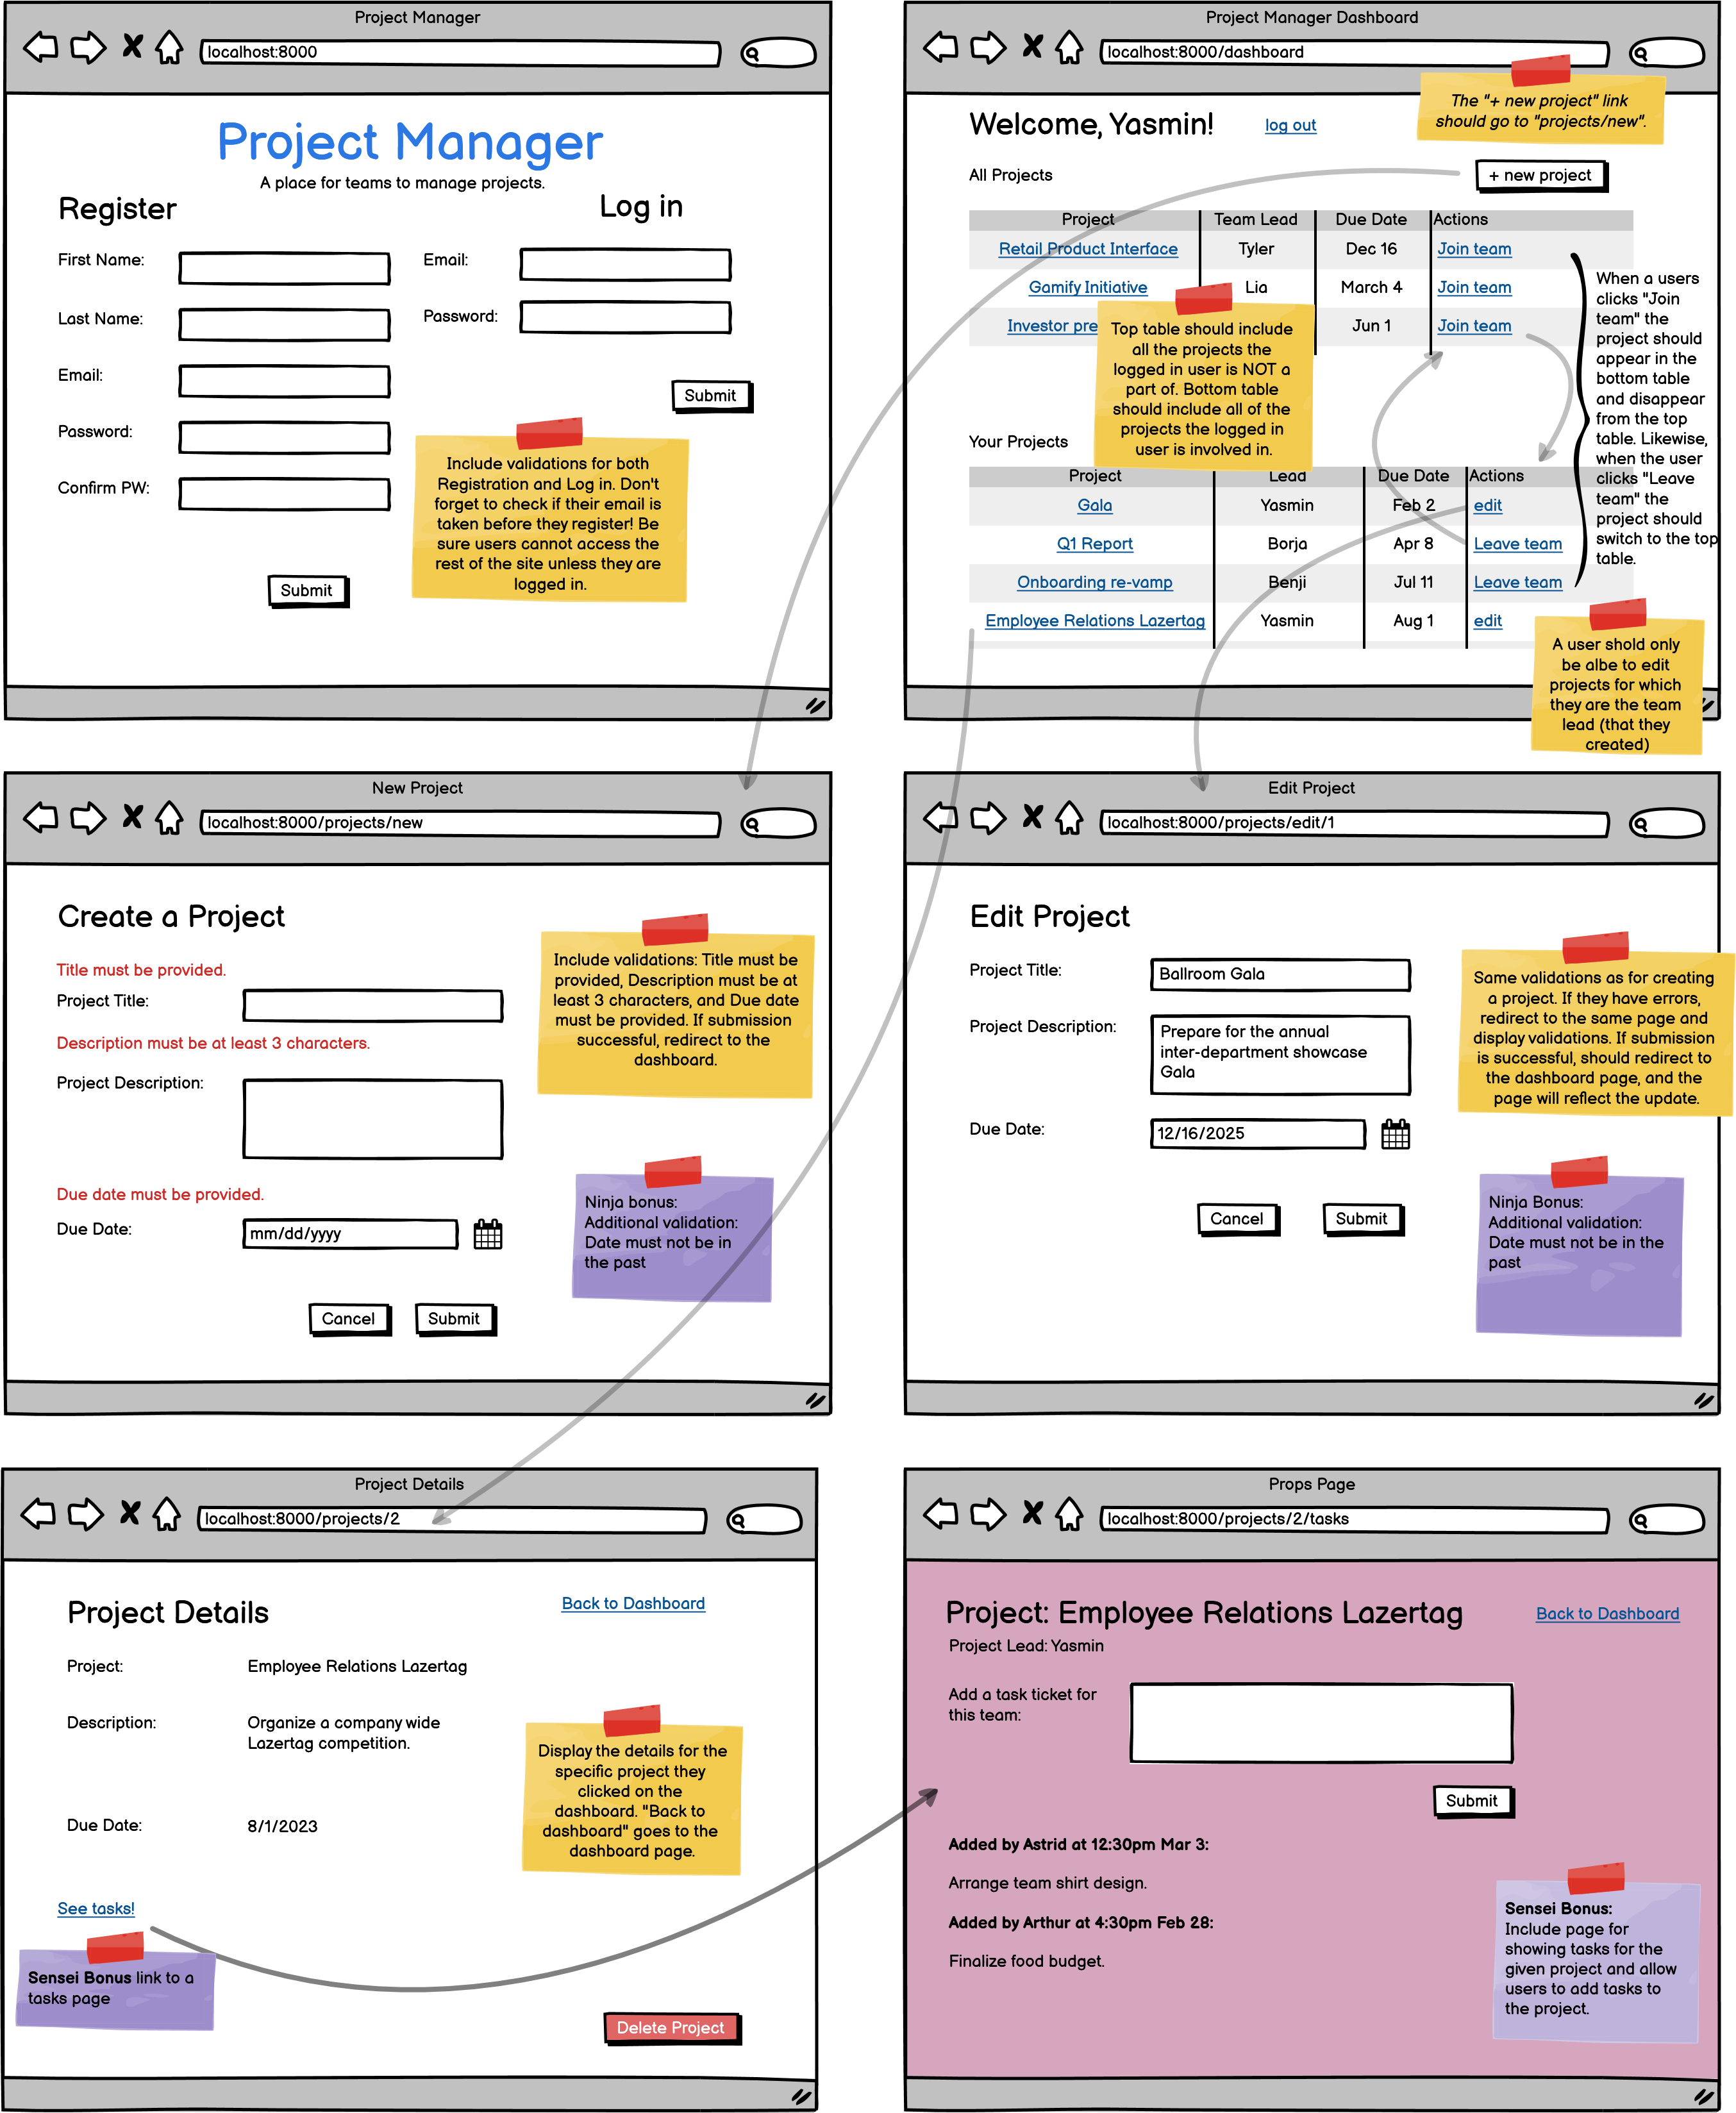 Project Manager
localhost:8000
Project Manager
A place for teams to manage projects.
Register
Log in
First Name:
Last Name:
Email:
Password:
Confirm PW:
Submit
Email:
Password:
Submit
Include validations for both
Registration and Log in. Don't
forget to check if their email is
taken before they register! Be
sure users cannot access the
rest of the site unless they are
logged in.
Project Manager Dashboard
localhost:8000/dashboard
The "+ new project" link
should go to "projects/new".
Welcome, Yasmin!
log out
All Projects
+ new project
Project Team Lead Due Date Actions
Retail Product Interface Tyler Dec 16 Join team
Gamify Initiative Lia March 4 Join team
Investor pre Jun 1 Join team
Top table should include
all the projects the
logged in user is NOT a
part of. Bottom table
should include all of the
projects the logged in
user is involved in.
When a users
clicks "Join
team" the
project should
appear in the
bottom table
and disappear
from the top
table. Likewise,
when the user
clicks "Leave
team" the
project should
switch to the top
table.
Your Projects
Project Lead Due Date Actions
Gala Yasmin Feb 2 edit
Q1 Report Borja Apr 8 Leave team
Onboarding re-vamp Benji Jul 11 Leave team
Employee Relations Lazertag Yasmin Aug 1 edit
A user shold only
be albe to edit
projects for which
they are the team
lead (that they
created)
New Project
localhost:8000/projects/new
Create a Project
Title must be provided.
Project Title:
Description must be at least 3 characters.
Project Description:
Due date must be provided.
Due Date:
mm/dd/yyyy
Cancel
Submit
Include validations: Title must be
provided, Description must be at
least 3 characters, and Due date
must be provided. If submission
successful, redirect to the
dashboard.
Ninja bonus:
Additional validation:
Date must not be in
the past
Edit Project
localhost:8000/projects/edit/1
Edit Project
Project Title:
Ballroom Gala
Project Description:
Prepare for the annual
inter-department showcase
Gala
Due Date:
12/16/2025
Cancel
Submit
Same validations as for creating
a project. If they have errors,
redirect to the same page and
display validations. If submission
is successful, should redirect to
the dashboard page, and the
page will reflect the update.
Ninja Bonus:
Additional validation:
Date must not be in the
past
Project Details
localhost:8000/projects/2
Project Details
Back to Dashboard
Project:
Employee Relations Lazertag
Description:
Organize a company wide
Lazertag competition.
Due Date:
8/1/2023
Display the details for the
specific project they
clicked on the
dashboard. "Back to
dashboard" goes to the
dashboard page.
See tasks!
Sensei Bonus link to a
tasks page
Delete Project
Props Page
localhost:8000/projects/2/tasks
Project: Employee Relations Lazertag
Back to Dashboard
Project Lead: Yasmin
Add a task ticket for
this team:
Submit
Added by Astrid at 12:30pm Mar 3:
Arrange team shirt design.
Added by Arthur at 4:30pm Feb 28:
Finalize food budget.
Sensei Bonus:
Include page for
showing tasks for the
given project and allow
users to add tasks to
the project.